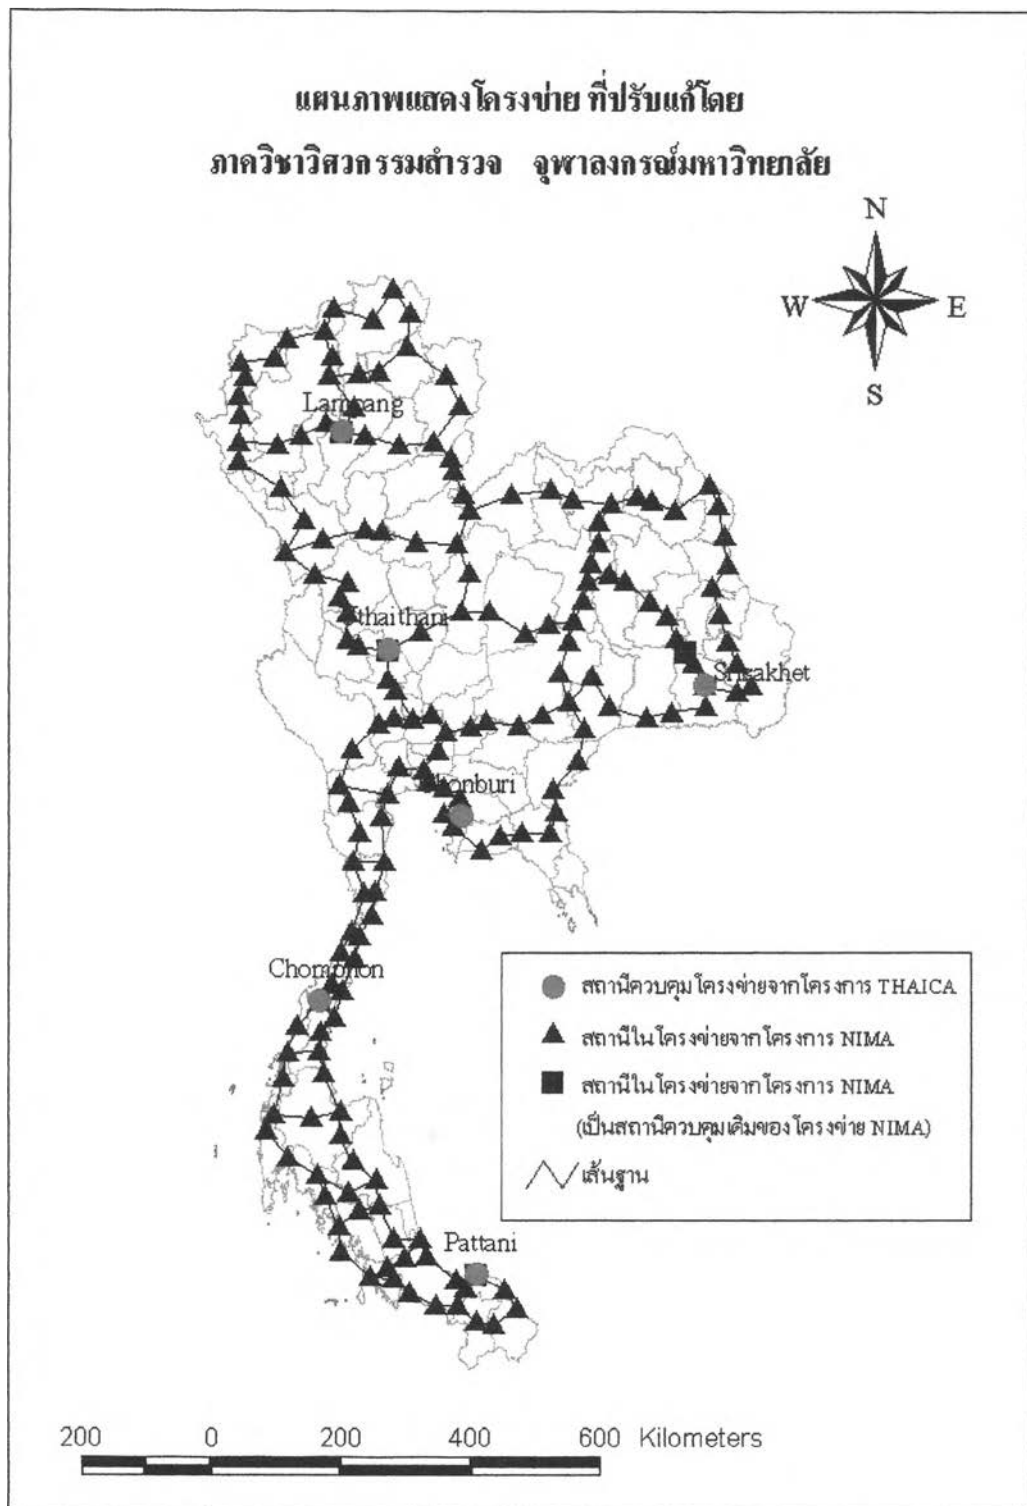 แผนภาพแสดงโครงข่าย ที่ปรับแก้โดย
ภาควิชาวิศวกรรมสำรวจ จุฬาลงกรณ์มหาวิทยาลัย
N
W E
S
Lampang
Uthaithani
Srisakhet
Chonburi
Chomphon
สถานีควบคุมโครงข่ายจากโครงการ THAICA
สถานีในโครงข่ายจากโครงการ NIMA
สถานีในโครงข่ายจากโครงการ NIMA
(เป็นสถานีควบคุมเดิมของโครงข่าย NIMA)
เส้นฐาน
Pattani
200 0 200 400 600 Kilometers